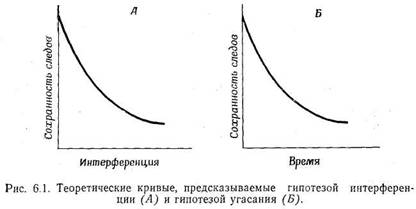 А
Б
Сохранность следов
Сохранность следов
Интерференция
Время
Рис. 6.1. Теоретические кривые, предсказываемые гипотезой интерферен-
ции (А) и гипотезой угасания (Б).